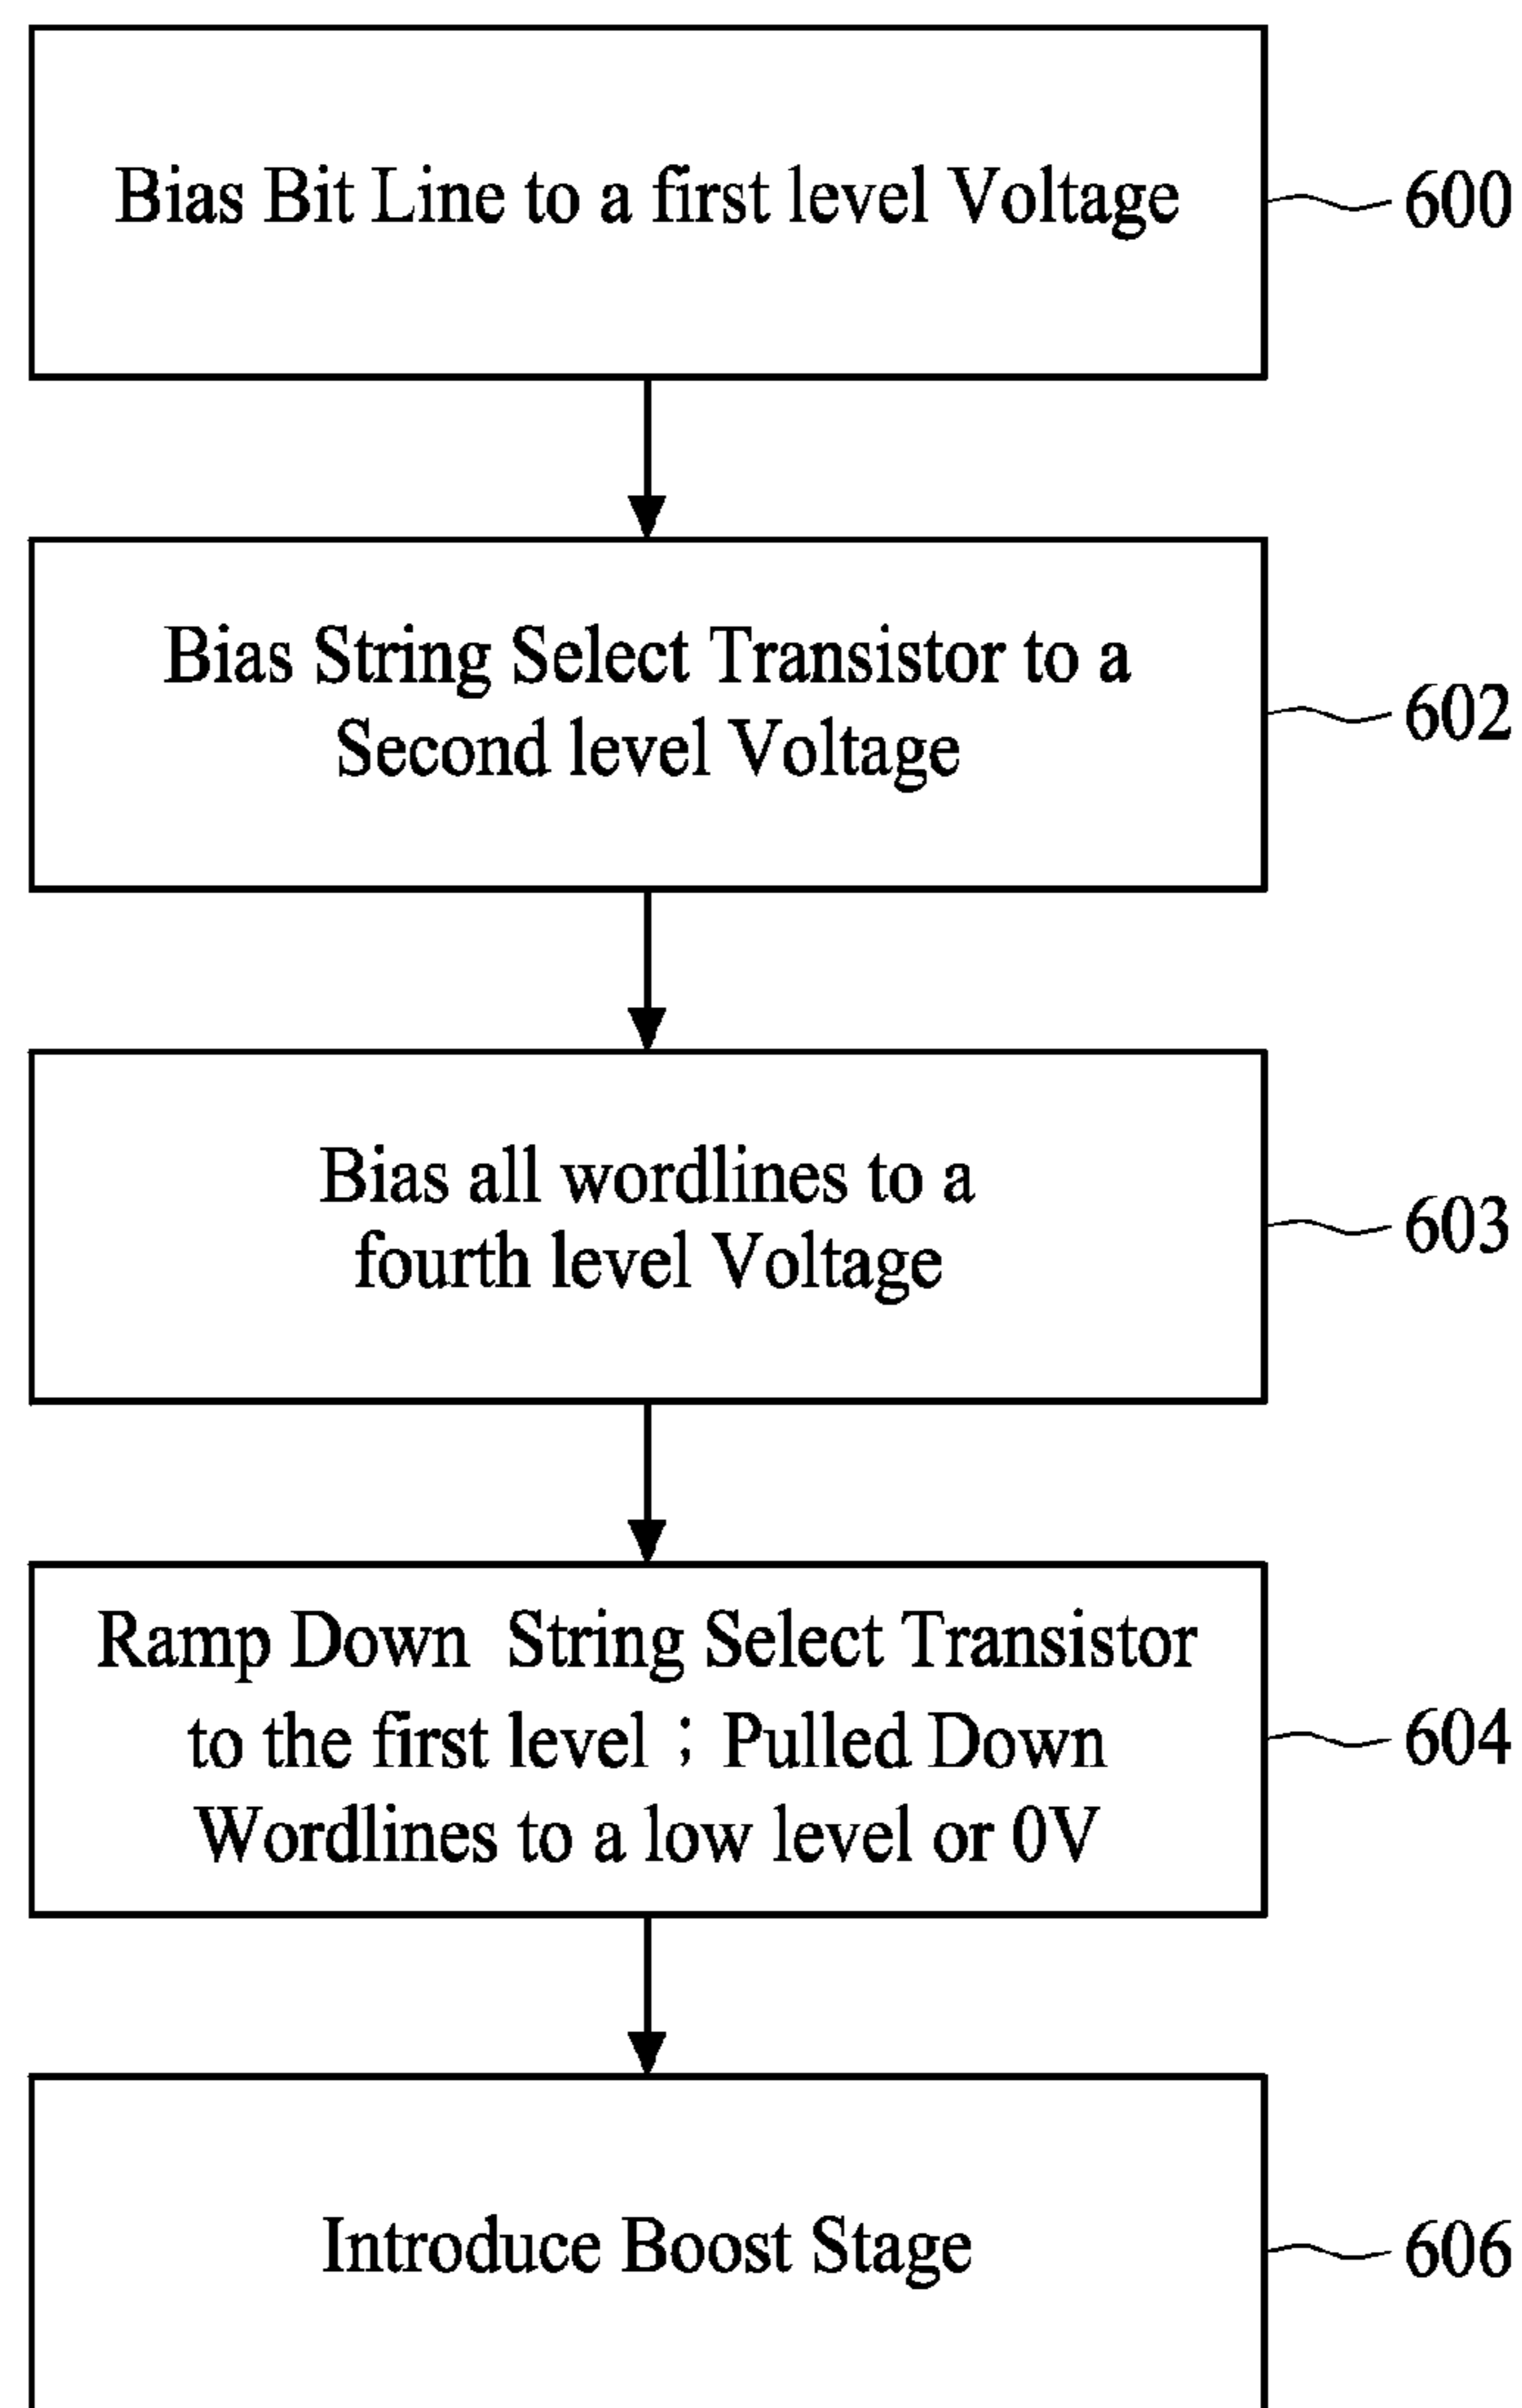 Bias Bit Line to a first level Voltage
600
Bias String Select Transistor to a
Second level Voltage
602
Bias all wordlines to a
fourth level Voltage
603
Ramp Down String Select Transistor
to the first level ; Pulled Down
Wordlines to a low level or 0V
604
Introduce Boost Stage
606